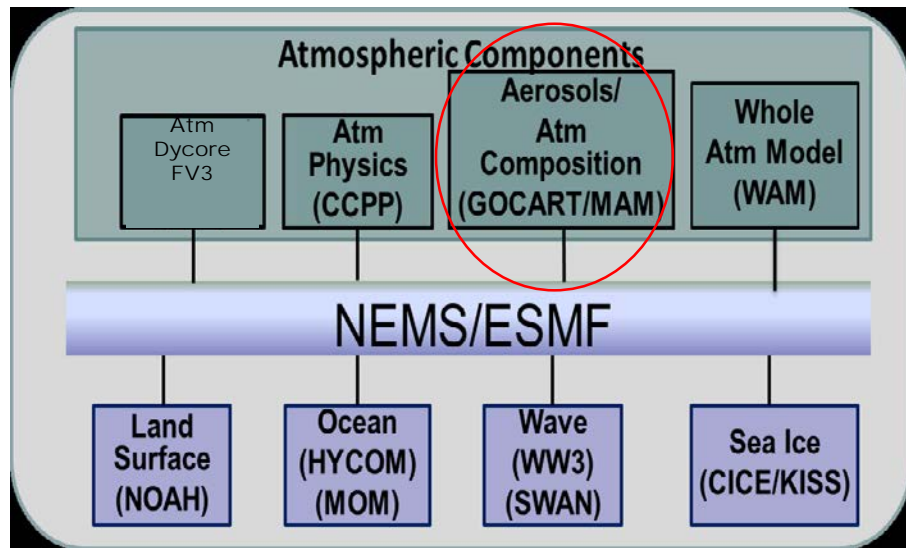 Atmospheric Components
Atm
Dycore
FV3
Atm
Physics
(CCPP)
Aerosols/
Atm
Composition
(GOCART/MAM)
Whole
Atm Model
(WAM)
NEMS/ESMF
Land
Surface
(NOAH)
Ocean
(HYCOM)
(MOM)
Wave
(WW3)
(SWAN)
Sea Ice
(CICE/KISS)